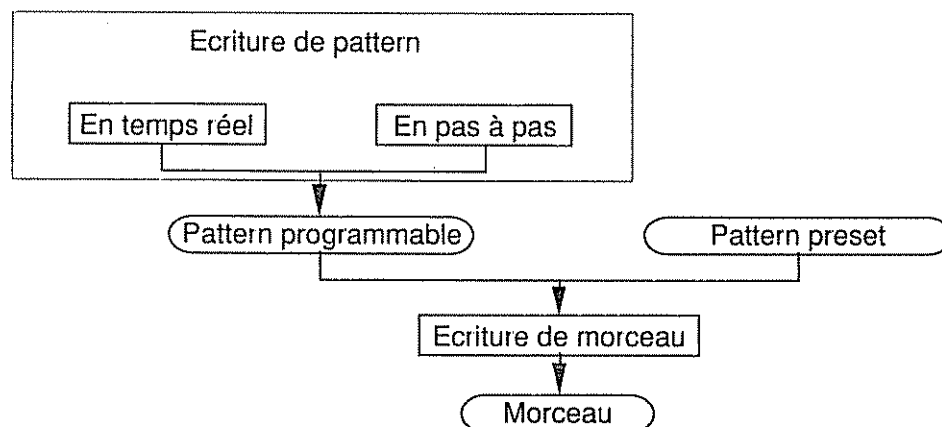 Ecriture de pattern
En temps réel
En pas à pas
Pattern programmable
Pattern preset
Ecriture de morceau
Morceau